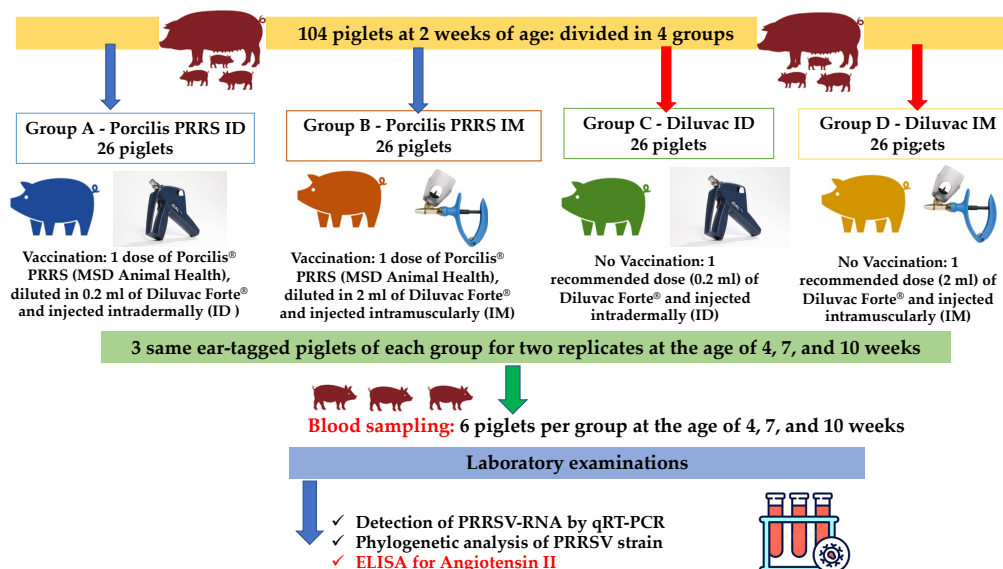 104 piglets at 2 weeks of age: divided in 4 groups
Group A - Porcilis PRRS ID
26 piglets
Group B - Porcilis PRRS IM
26 piglets
Group C - Diluvac ID
26 piglets
Group D - Diluvac IM
26 pig;ets
Vaccination: 1 dose of Porcilis®
PRRS (MSD Animal Health),
diluted in 0.2 ml of Diluvac Forte®
and injected intradermally (ID )
Vaccination: 1 dose of Porcilis®
PRRS (MSD Animal Health),
diluted in 2 ml of Diluvac Forte®
and injected intramuscularly (IM)
No Vaccination: 1
recommended dose (0.2 ml) of
Diluvac Forte® and injected
intradermally (ID)
No Vaccination: 1
recommended dose (2 ml) of
Diluvac Forte® and injected
intramuscularly (IM)
3 same ear-tagged piglets of each group for two replicates at the age of 4, 7, and 10 weeks
Blood sampling: 6 piglets per group at the age of 4, 7, and 10 weeks
Laboratory examinations
✓ Detection of PRRSV-RNA by qRT-PCR
✓ Phylogenetic analysis of PRRSV strain
✓ ELISA for Angiotensin II